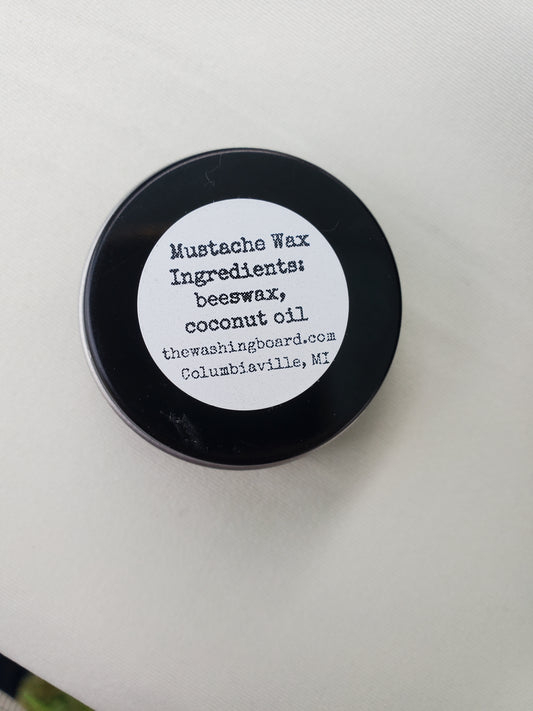 Mustache Wax
Ingredients:
beeswax,
coconut oil
thewashingboard.com
Columbiaville, MI